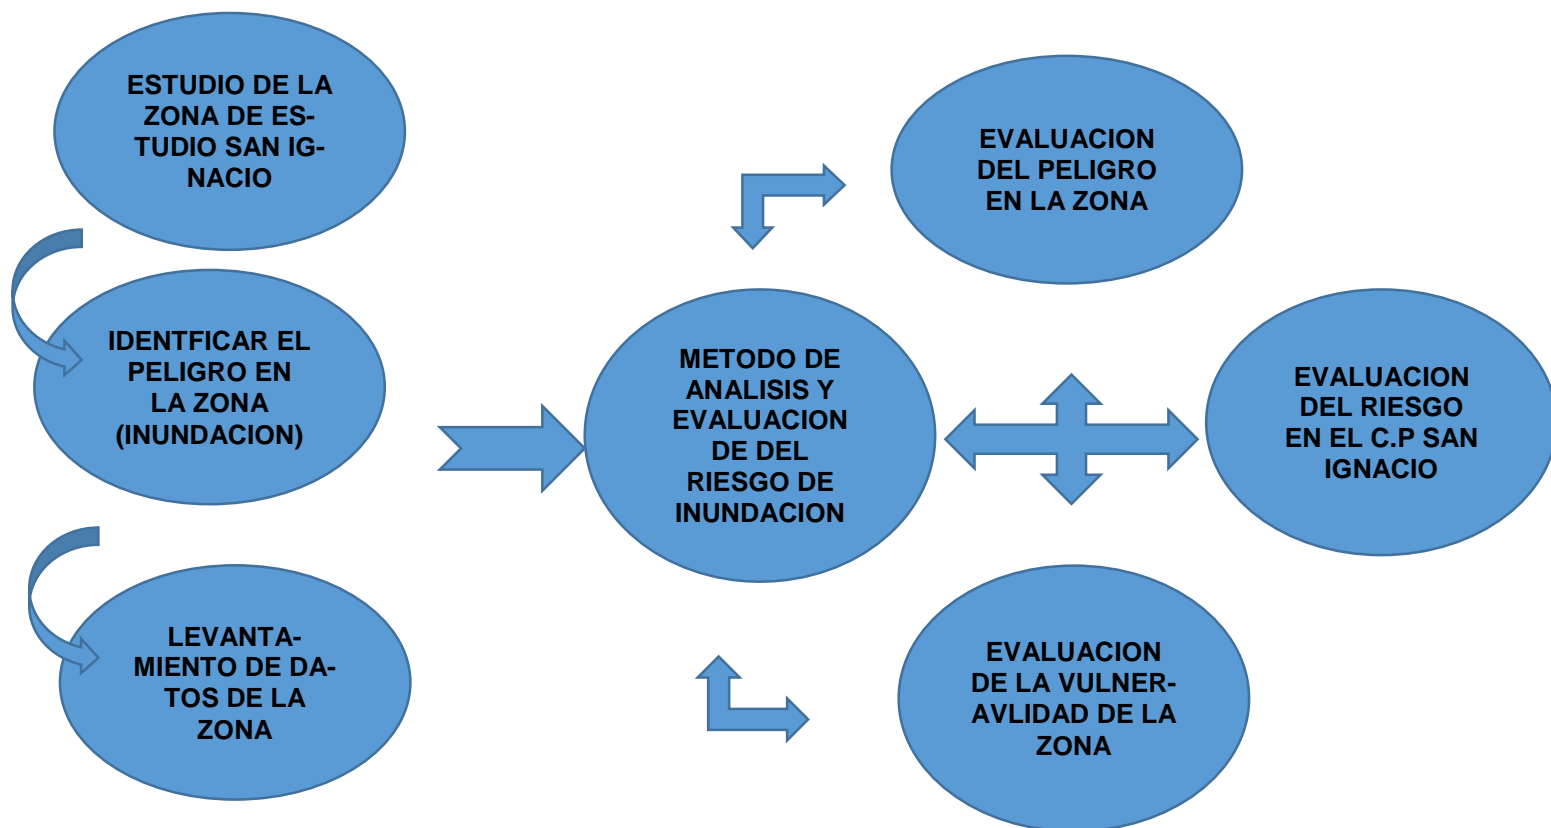 ESTUDIO DE LA
ZONA DE ES-
TUDIO SAN IG-
NACIO
IDENTFICAR EL
PELIGRO EN
LA ZONA
(INUNDACION)
LEVANTA-
MIENTO DE DA-
TOS DE LA
ZONA
METODO DE
ANALISIS Y
EVALUACION
DE DEL
RIESGO DE
INUNDACION
EVALUACION
DEL PELIGRO
EN LA ZONA
EVALUACION
DEL RIESGO
EN EL C.P SAN
IGNACIO
EVALUACION
DE LA VULNER-
AVLIDAD DE LA
ZONA